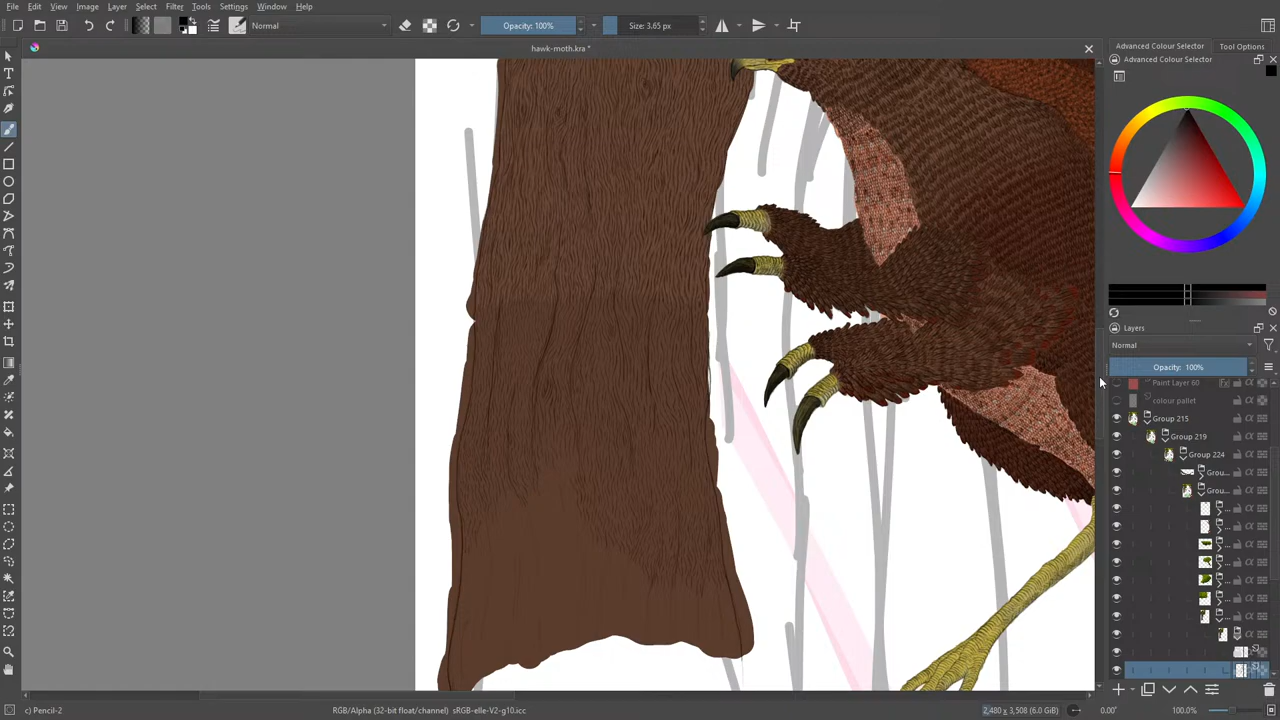 File Edit View Image Layer Select Filter Tools Settings Window Help
Normal Opacity: 100% Size: 3.65 px
hawk-moth.kra *
Advanced Colour Selector Tool Options
Advanced Colour Selector
Layers
Normal
Opacity: 100%
Paint Layer 60
colour pallet
Group 215
Group 219
Group 224
Grou...
Grou...
c) Pencil-2 RGB/Alpha (32-bit float/channel) sRGB-elle-V2-g10.icc 2,480 x 3,508 (6.0 GiB) 0.00° 100.0%